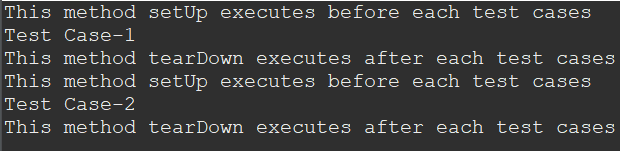 This method setUp executes before each test cases
Test Case-1
This method tearDown executes after each test cases
This method setUp executes before each test cases
Test Case-2
This method tearDown executes after each test cases